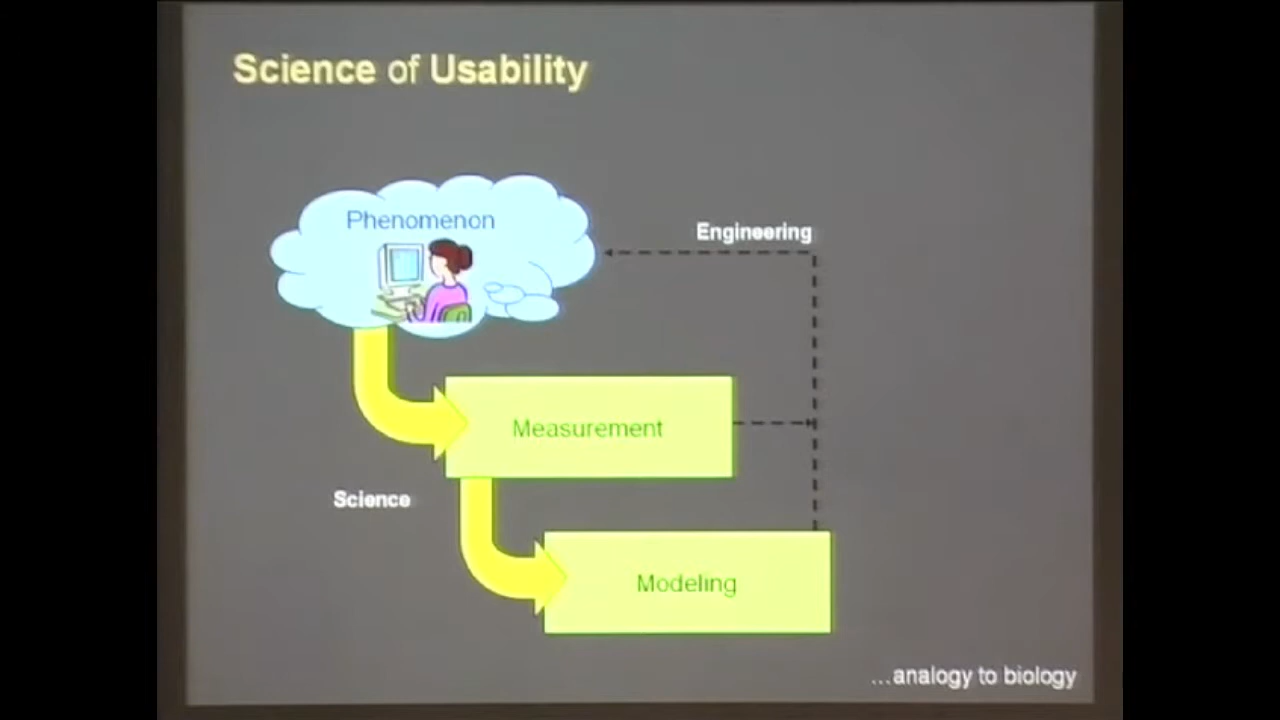 Science of Usability
Phenomenon
Engineering
Measurement
Science
Modeling
...analogy to biology